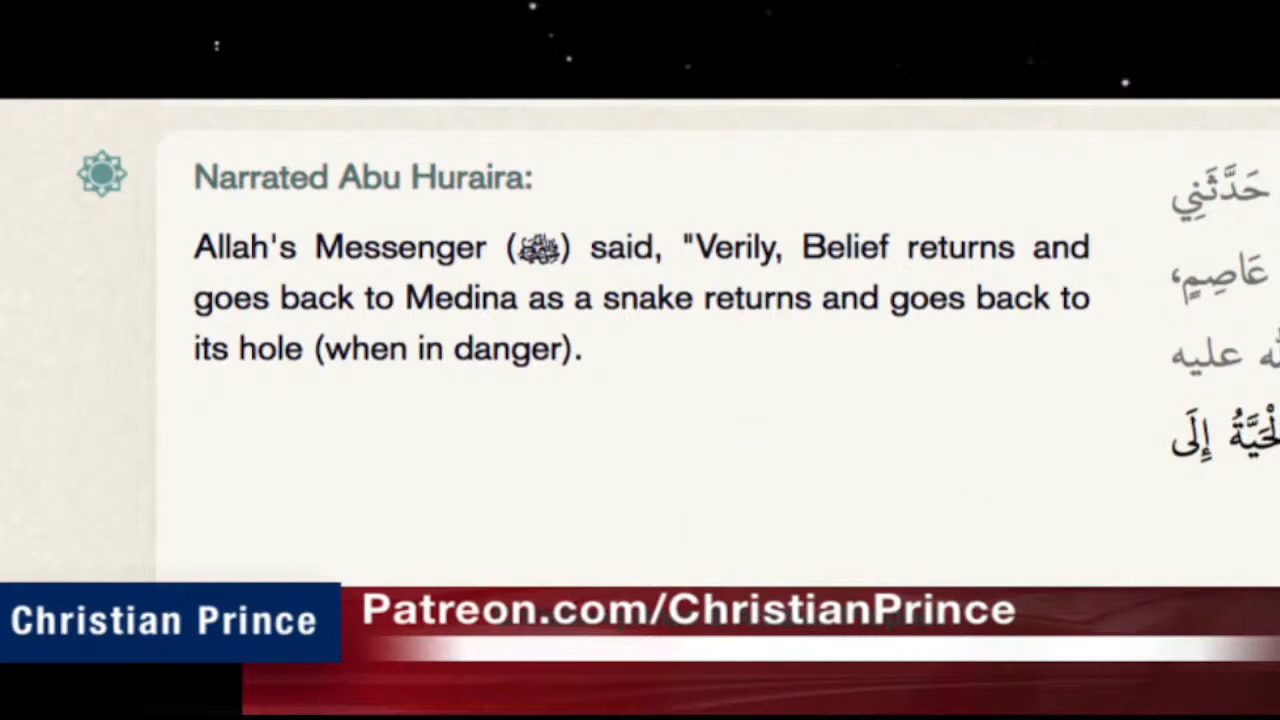 Narrated Abu Huraira:
حَدَّثَنِي
Allah's Messenger (ﷺ) said, "Verily, Belief returns and
goes back to Medina as a snake returns and goes back to
عَاصِمٍ،
its hole (when in danger).
الله عليه
الْحَيَّةُ إِلَى
Christian Prince
Patreon.com/ChristianPrince